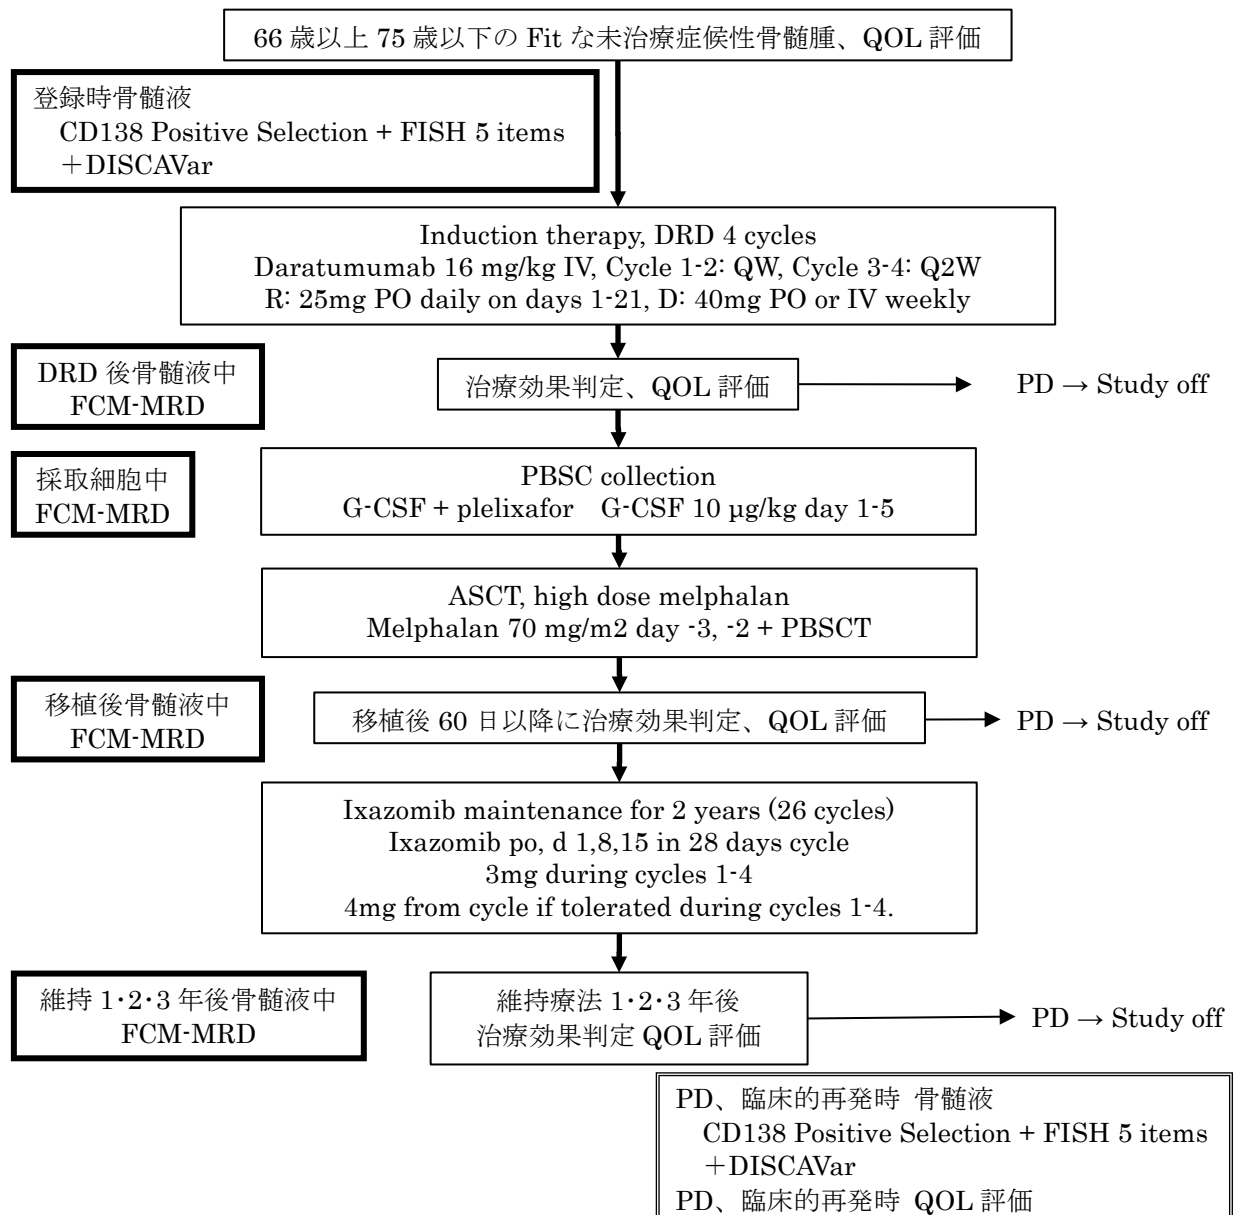 66 歳以上 75 歳以下の Fit な未治療症候性骨髄腫、QOL 評価
登録時骨髄液
CD138 Positive Selection + FISH 5 items
＋DISCAVar
Induction therapy, DRD 4 cycles
Daratumumab 16 mg/kg IV, Cycle 1-2: QW, Cycle 3-4: Q2W
R: 25mg PO daily on days 1-21, D: 40mg PO or IV weekly
DRD 後骨髄液中
FCM-MRD
治療効果判定、QOL 評価
PD → Study off
採取細胞中
FCM-MRD
PBSC collection
G-CSF + plelixafor G-CSF 10 μg/kg day 1-5
ASCT, high dose melphalan
Melphalan 70 mg/m2 day -3, -2 + PBSCT
移植後骨髄液中
FCM-MRD
移植後 60 日以降に治療効果判定、QOL 評価
PD → Study off
Ixazomib maintenance for 2 years (26 cycles)
Ixazomib po, d 1,8,15 in 28 days cycle
3mg during cycles 1-4
4mg from cycle if tolerated during cycles 1-4.
維持 1･2･3 年後骨髄液中
FCM-MRD
維持療法 1･2･3 年後
治療効果判定 QOL 評価
PD → Study off
PD、臨床的再発時 骨髄液
CD138 Positive Selection + FISH 5 items
＋DISCAVar
PD、臨床的再発時 QOL 評価